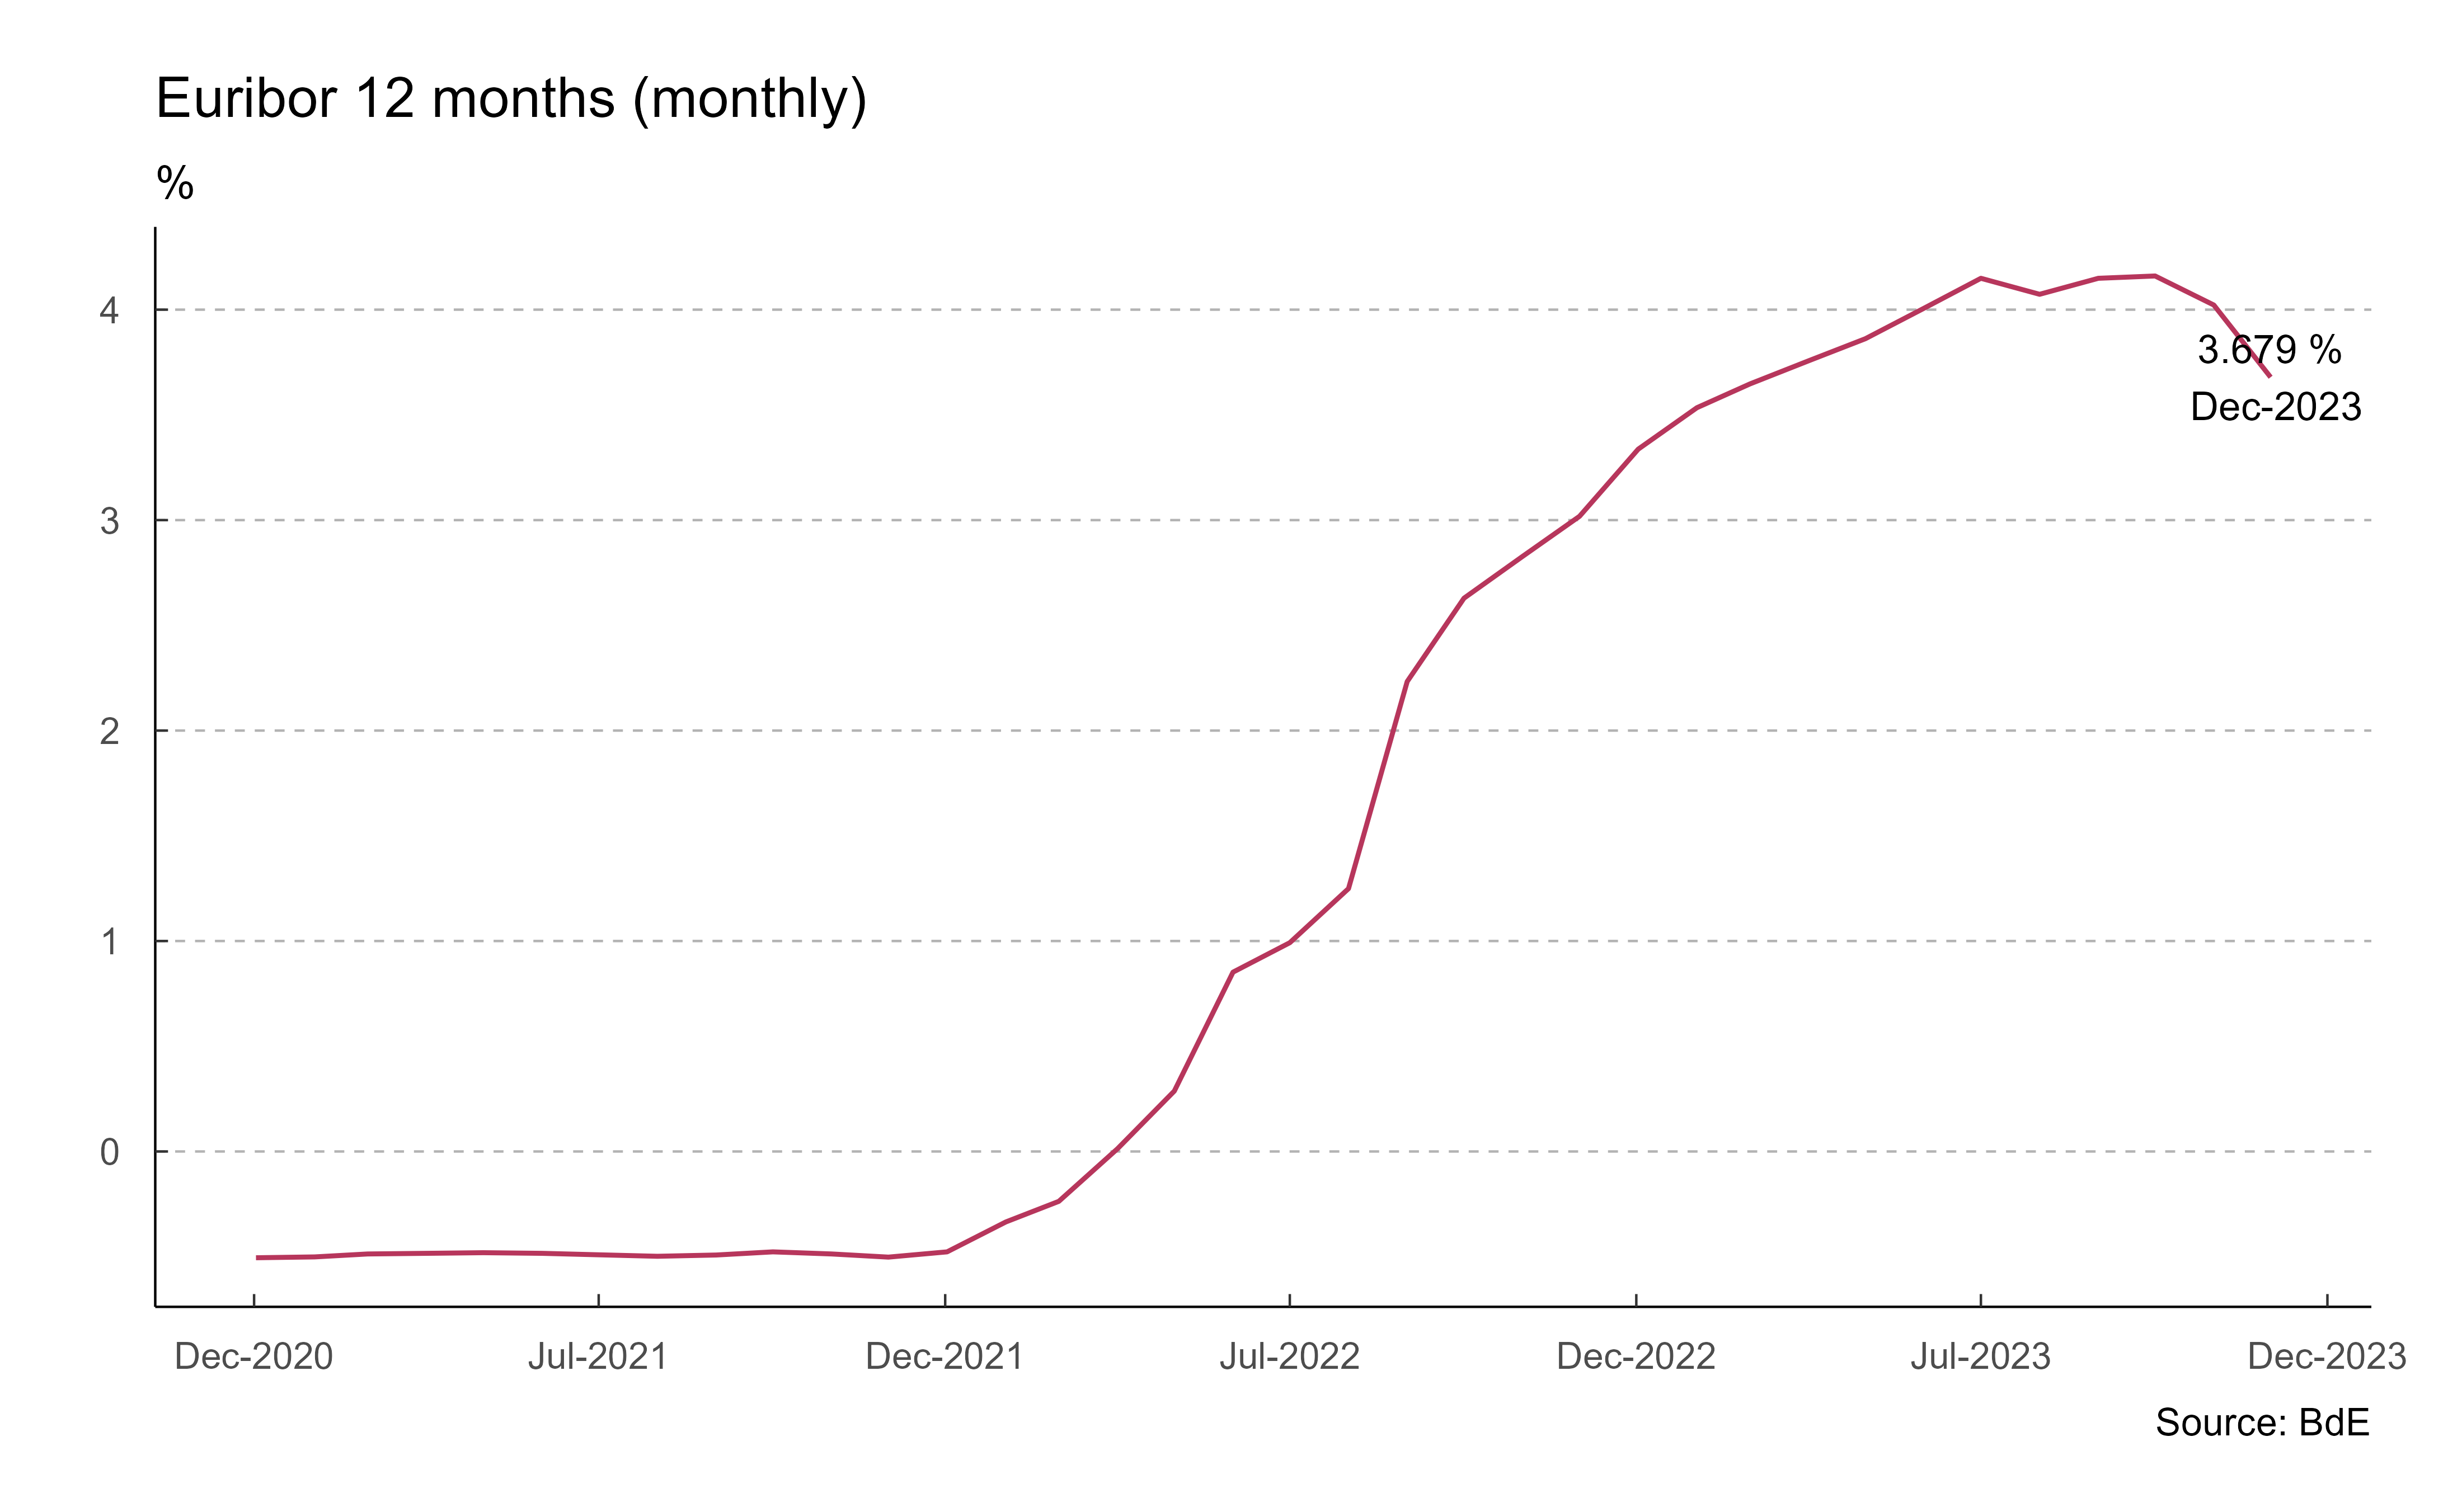 Euribor 12 months (monthly)
%
4
3.679 %
Dec-2023
3
2
1
0
Dec-2020 Jul-2021 Dec-2021 Jul-2022 Dec-2022 Jul-2023 Dec-2023
Source: BdE